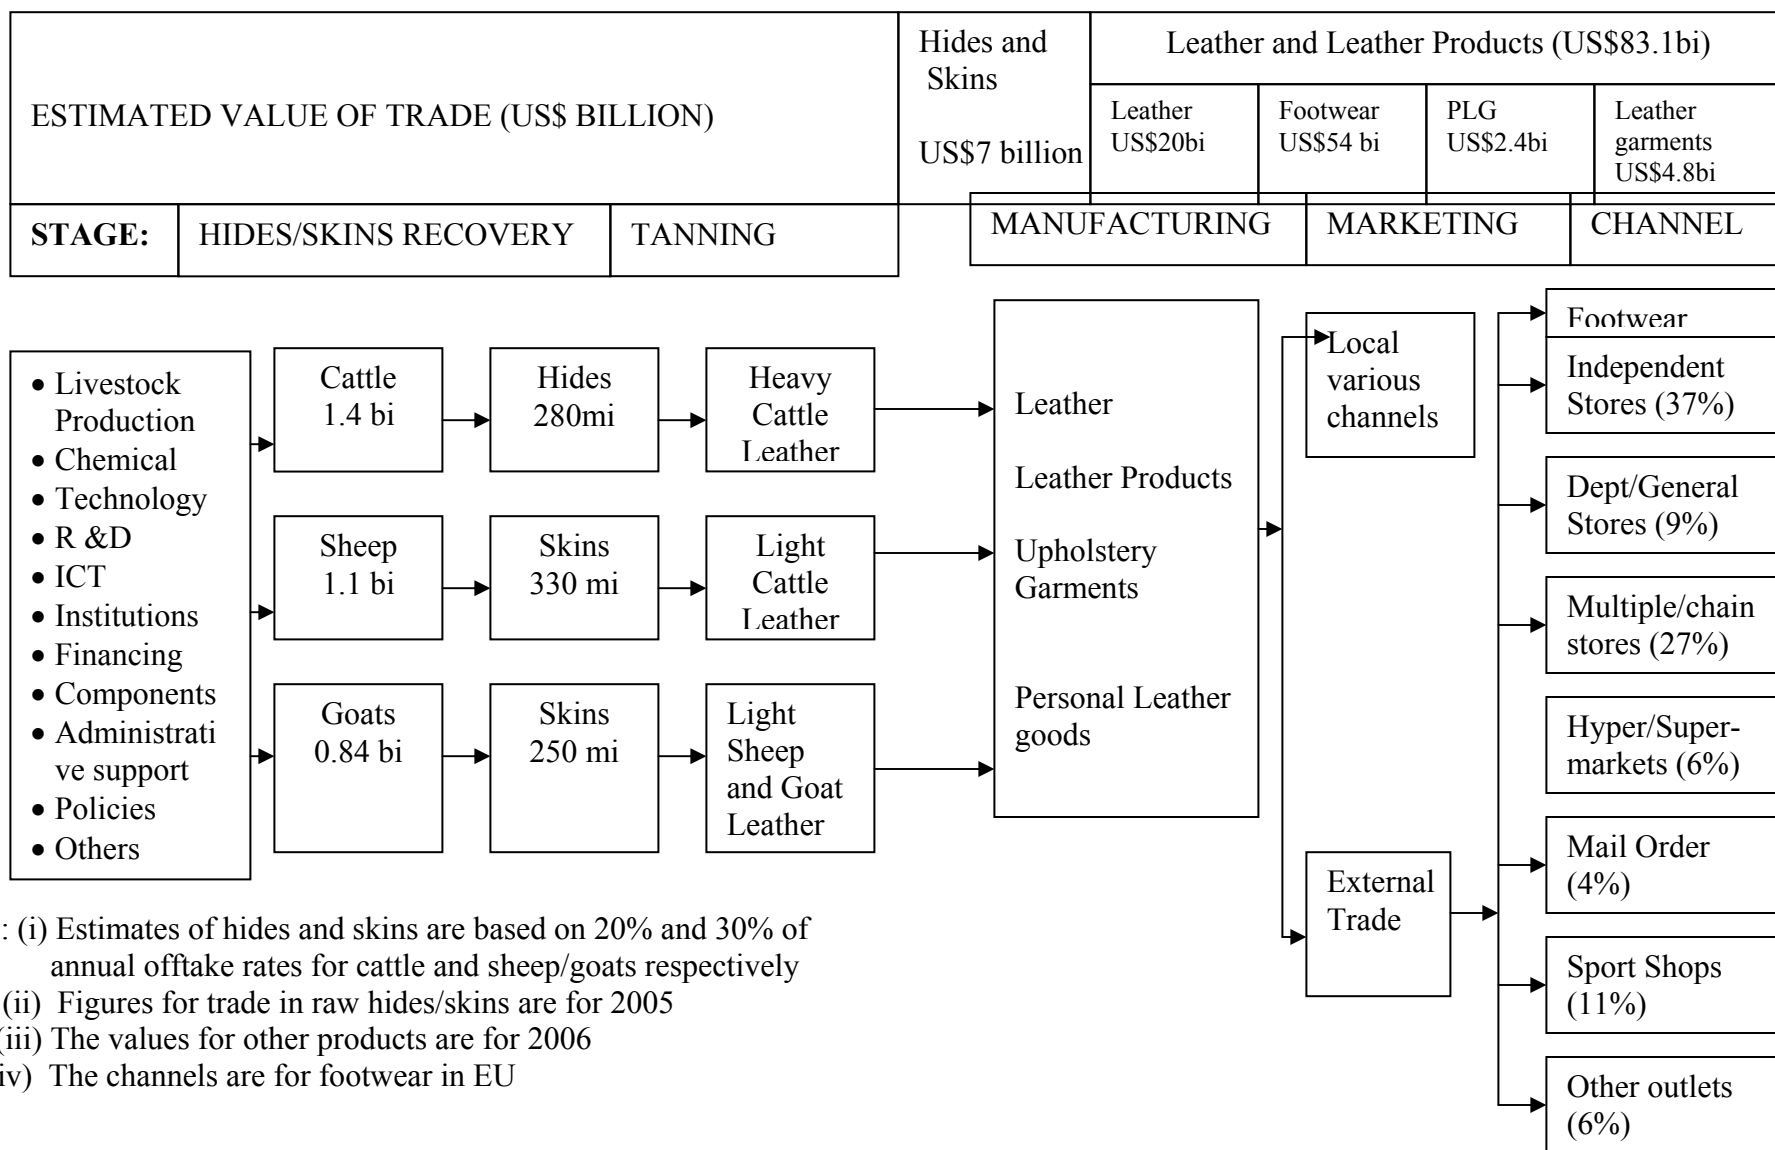 ESTIMATED VALUE OF TRADE (US$ BILLION)
Hides and
Skins
US$7 billion
Leather and Leather Products (US$83.1bi)
Leather
US$20bi
Footwear
US$54 bi
PLG
US$2.4bi
Leather
garments
US$4.8bi
STAGE:
HIDES/SKINS RECOVERY
TANNING
MANUFACTURING
MARKETING
CHANNEL
• Livestock
Production
• Chemical
• Technology
• R &D
• ICT
• Institutions
• Financing
• Components
• Administrati
ve support
• Policies
• Others
Cattle
1.4 bi
Hides
280mi
Heavy
Cattle
Leather
Sheep
1.1 bi
Skins
330 mi
Light
Cattle
Leather
Goats
0.84 bi
Skins
250 mi
Light
Sheep
and Goat
Leather
Leather
Leather Products
Upholstery
Garments
Personal Leather
goods
Local
various
channels
External
Trade
Footwear
Independent
Stores (37%)
Dept/General
Stores (9%)
Multiple/chain
stores (27%)
Hyper/Super-
markets (6%)
Mail Order
(4%)
Sport Shops
(11%)
Other outlets
(6%)
: (i) Estimates of hides and skins are based on 20% and 30% of
annual offtake rates for cattle and sheep/goats respectively
(ii) Figures for trade in raw hides/skins are for 2005
(iii) The values for other products are for 2006
iv) The channels are for footwear in EU